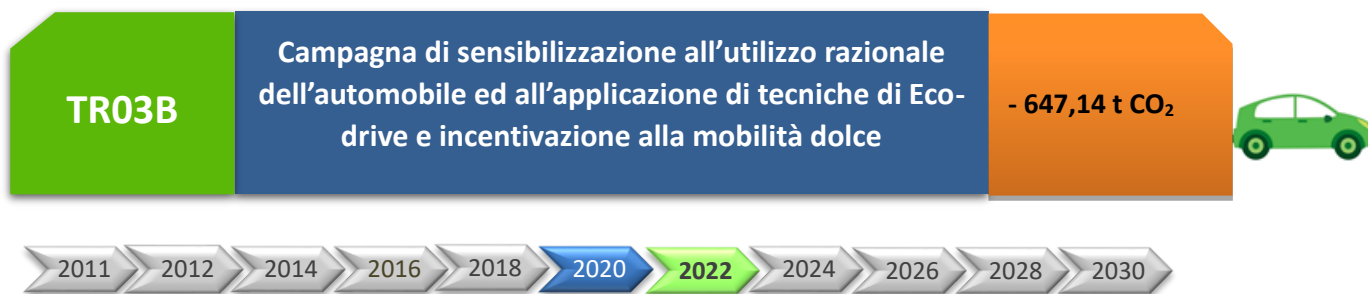 TR03B
Campagna di sensibilizzazione all’utilizzo razionale
dell’automobile ed all’applicazione di tecniche di Eco-
drive e incentivazione alla mobilità dolce
- 647,14 t CO₂
2011 2012 2014 2016 2018 2020 2022 2024 2026 2028 2030